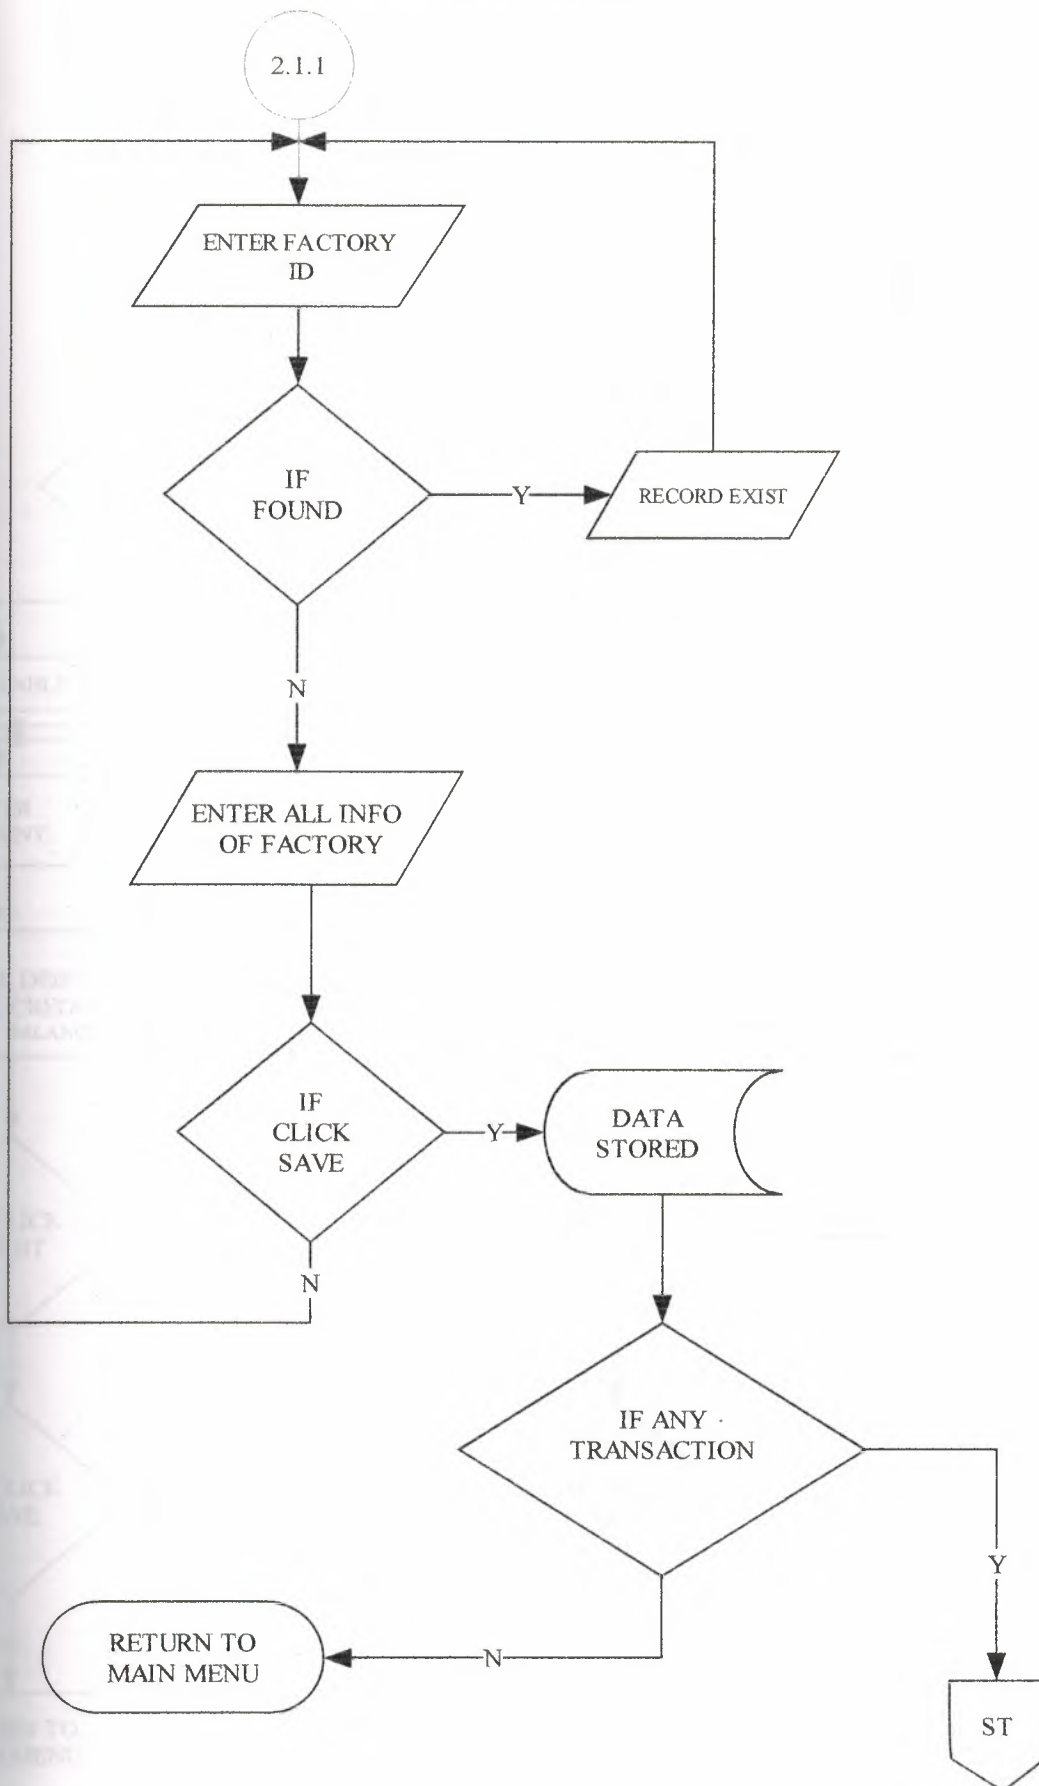 2.1.1
ENTER FACTORY
ID
IF
FOUND
Y
RECORD EXIST
N
ENTER ALL INFO
OF FACTORY
IF
CLICK
SAVE
Y
DATA
STORED
N
IF ANY
TRANSACTION
Y
RETURN TO
MAIN MENU
N
ST